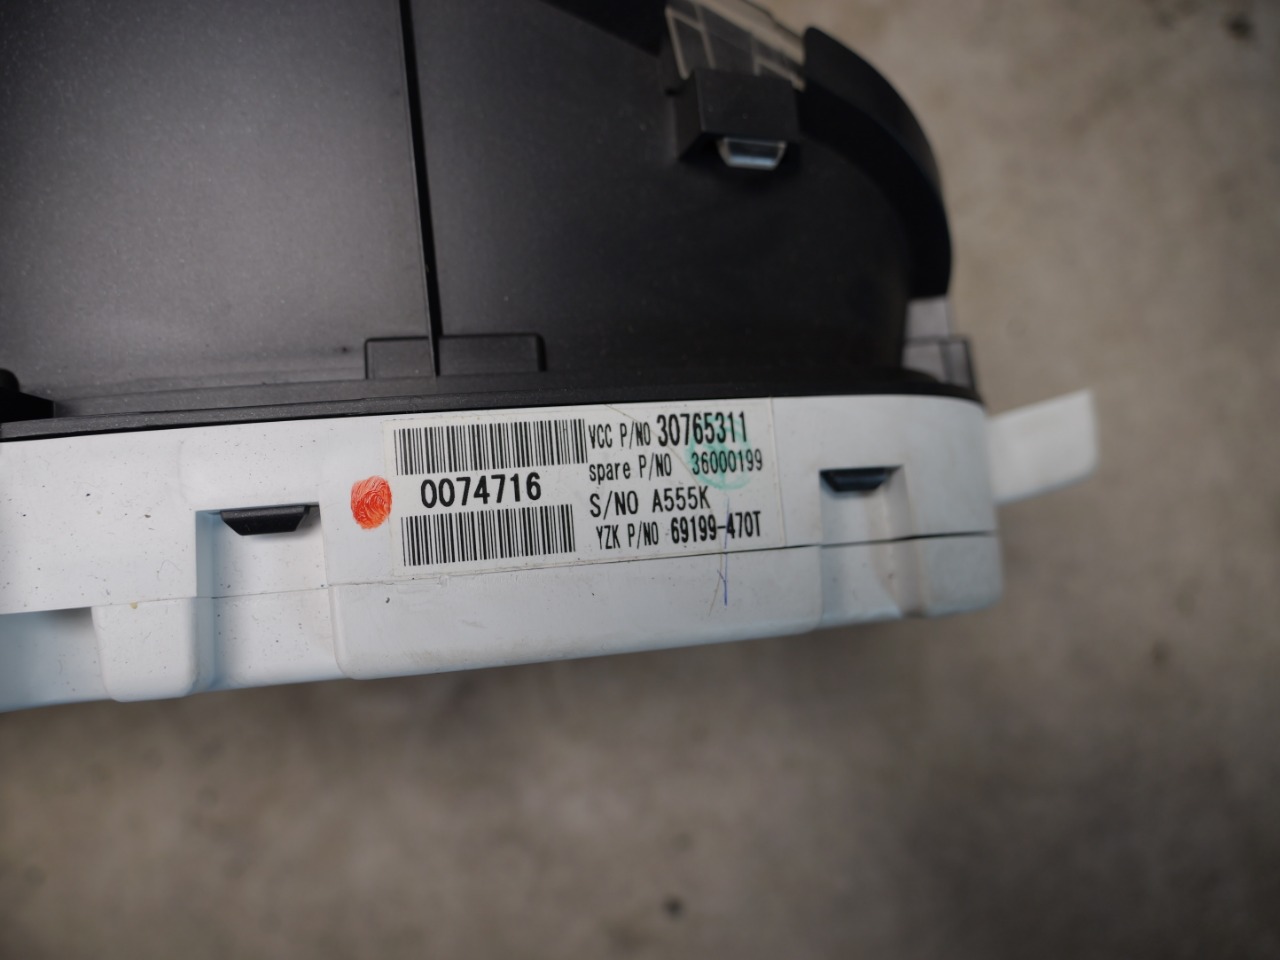 VCC P/NO 30765311
spare P/NO 36000199
0074716
S/NO A555K
YZK P/NO 69199-470T